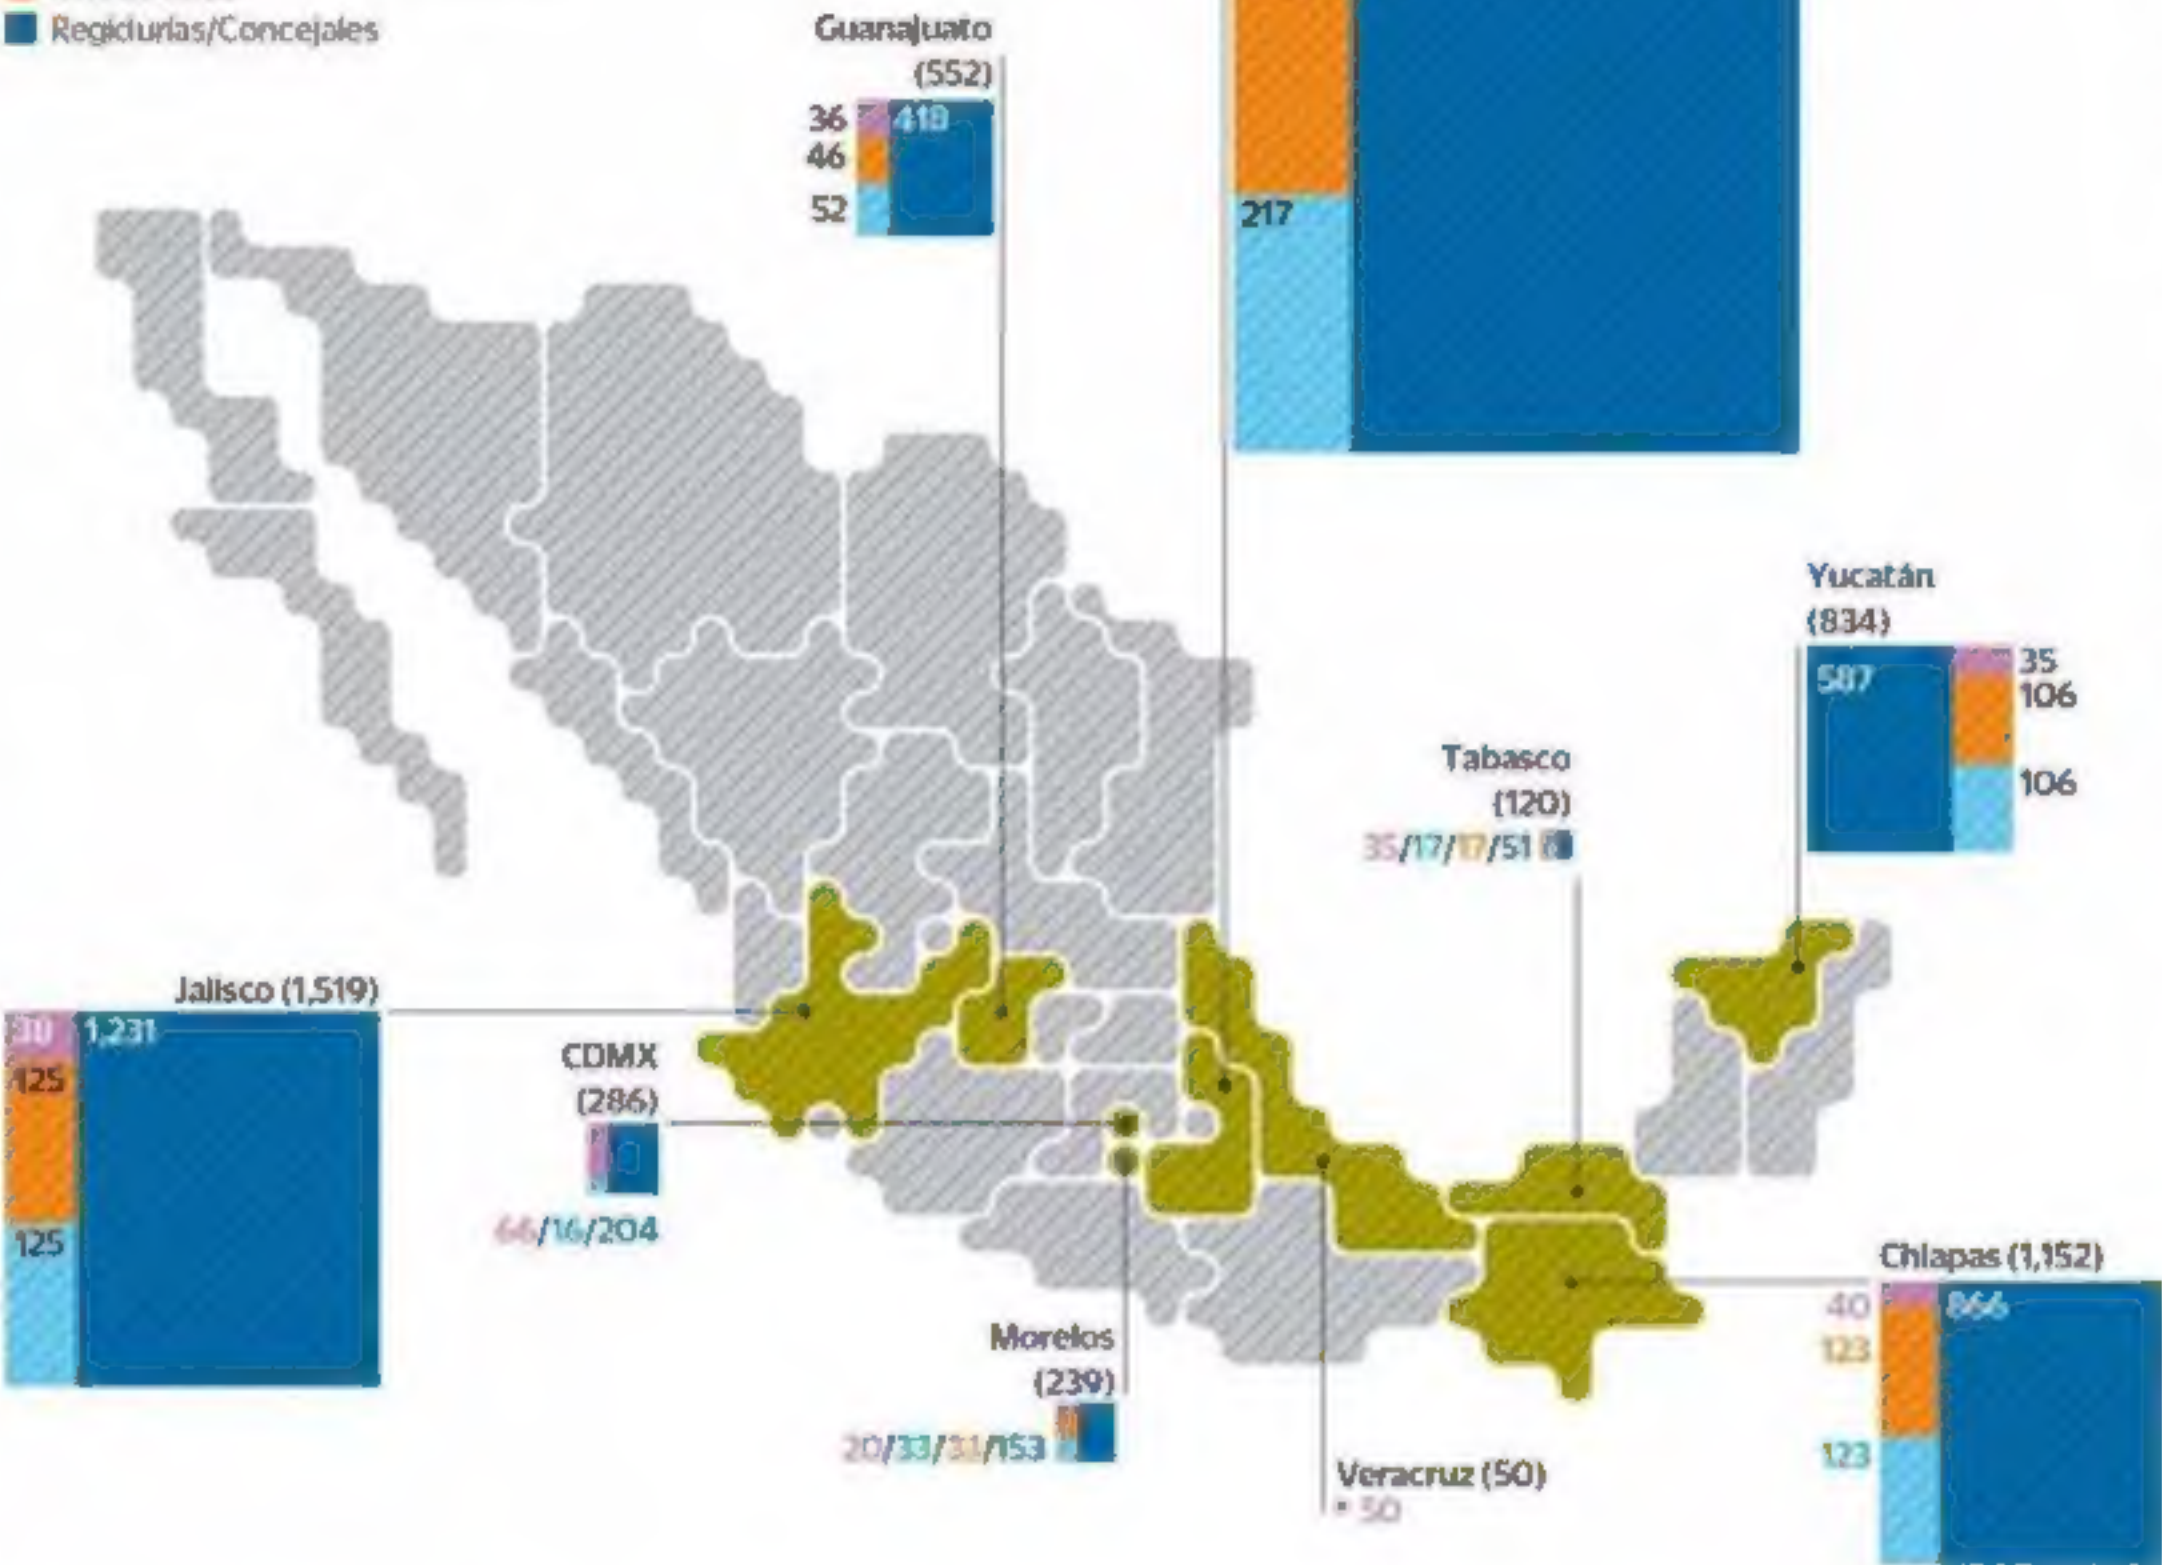 Regidurías/Concejales
Guanajuato
(552)
36
418
46
52
217
Yucatán
(834)
587
35
106
106
Tabasco
(120)
35/17/17/51
Jalisco (1,519)
38
1,231
125
125
CDMX
(286)
66/16/204
Chiapas (1,152)
40
866
123
123
Morelos
(239)
20/33/33/153
Veracruz (50)
50